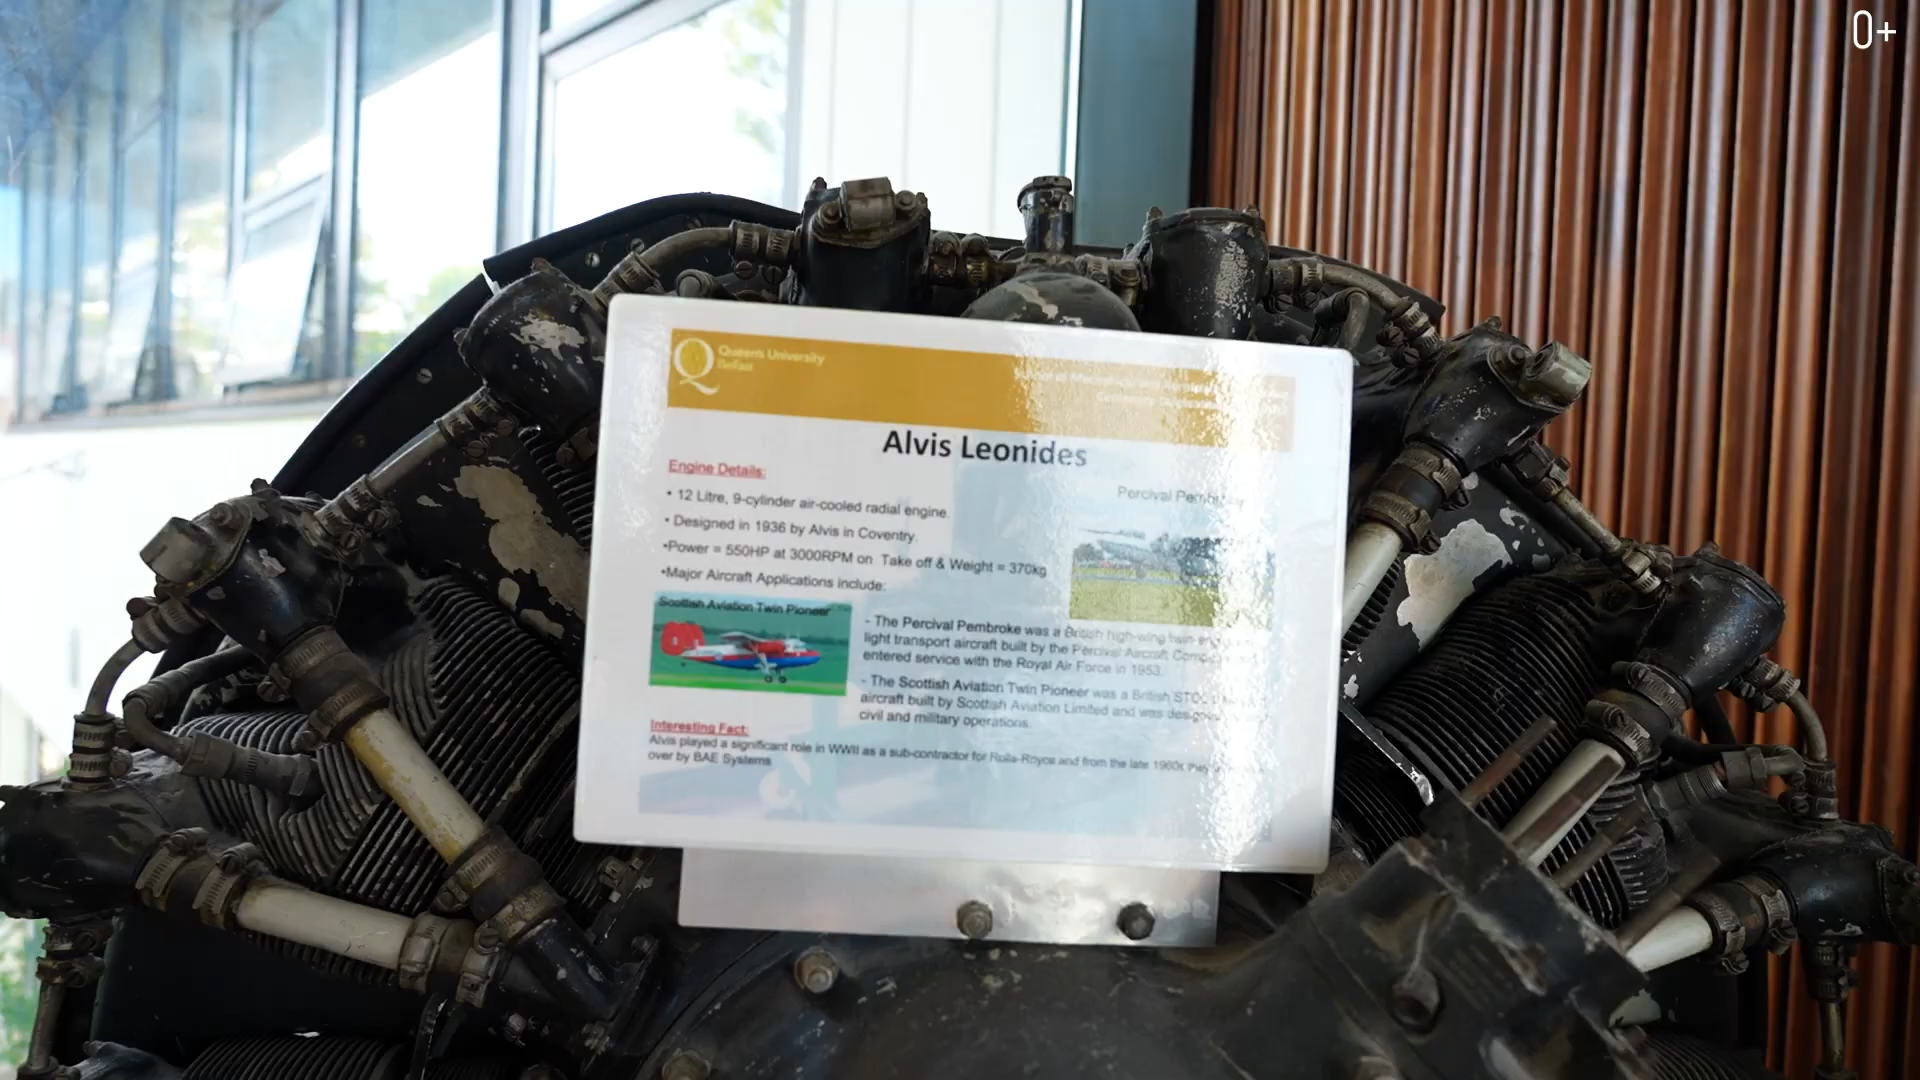 0+
Queen's University
Belfast
Alvis Leonides
Engine Details:
• 12 Litre, 9-cylinder air-cooled radial engine.
• Designed in 1936 by Alvis in Coventry.
•Power = 550HP at 3000RPM on Take off & Weight = 370kg
•Major Aircraft Applications include:
Percival Pembroke
Scottish Aviation Twin Pioneer
- The Percival Pembroke was a British high-wing twin
light transport aircraft built by the Percival Aircraft
entered service with the Royal Air Force in 1953.
- The Scottish Aviation Twin Pioneer was a British STOL
aircraft built by Scottish Aviation Limited and was
civil and military operations.
Interesting Fact:
Alvis played a significant role in WWII as a sub-contractor for Rolls-Royce and from the late 1960s they
over by BAE Systems